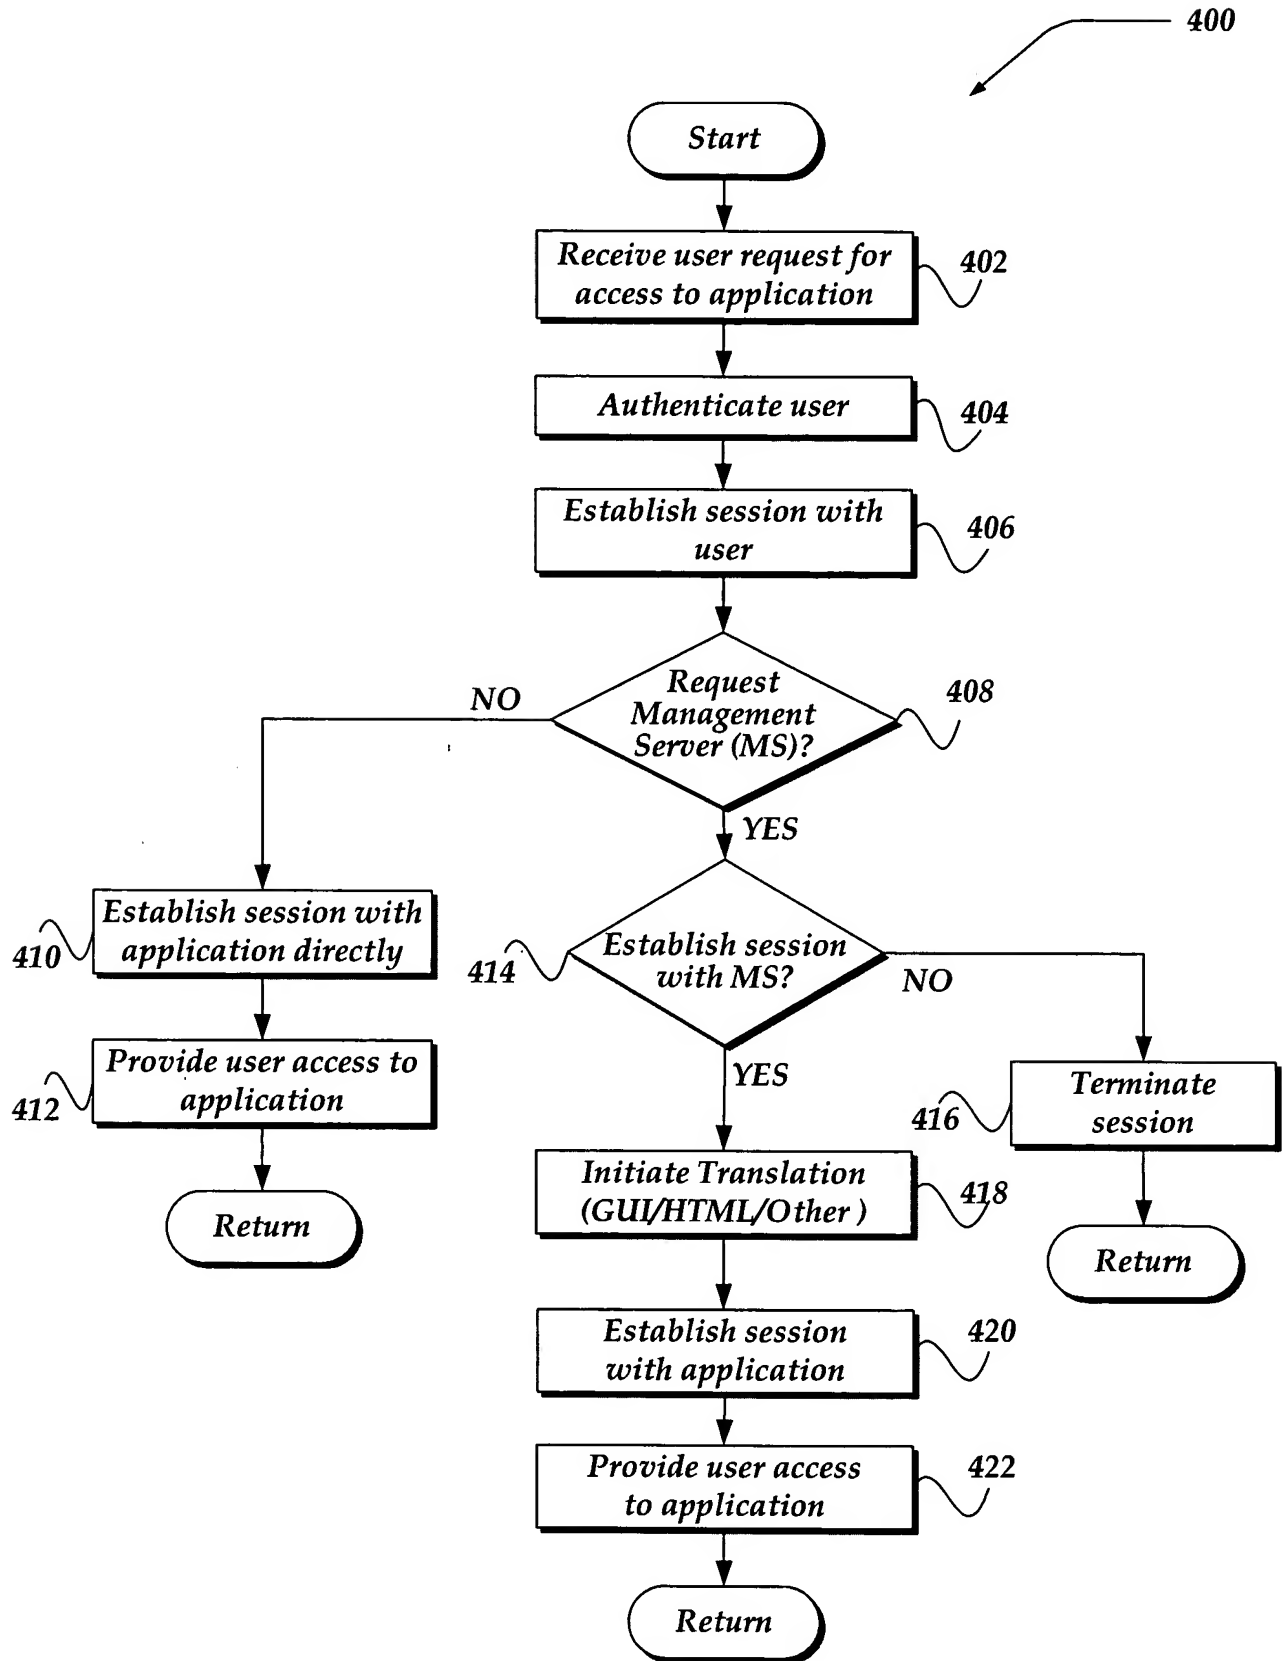 400
Start
Receive user request for
access to application
402
Authenticate user
404
Establish session with
user
406
Request
Management
Server (MS)?
408
NO
YES
Establish session with
application directly
410
Establish session
with MS?
414
NO
Provide user access to
application
412
YES
Terminate
session
416
Return
Initiate Translation
(GUI/HTML/Other )
418
Return
Establish session
with application
420
Provide user access
to application
422
Return